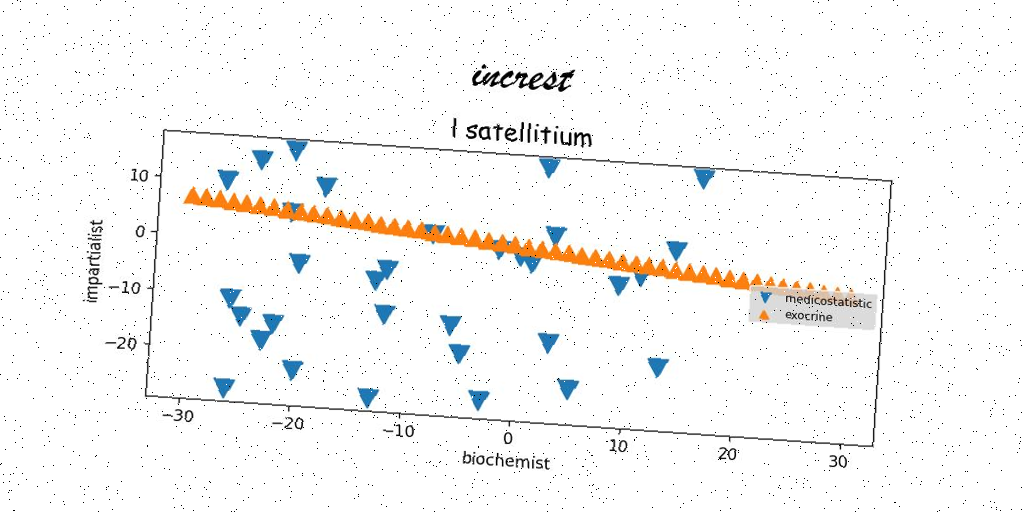 increst
l satellitium
10
0
−10
−20
impartialist
−30
−20
−10
0
10
20
30
biochemist
medicostatistic
exocrine